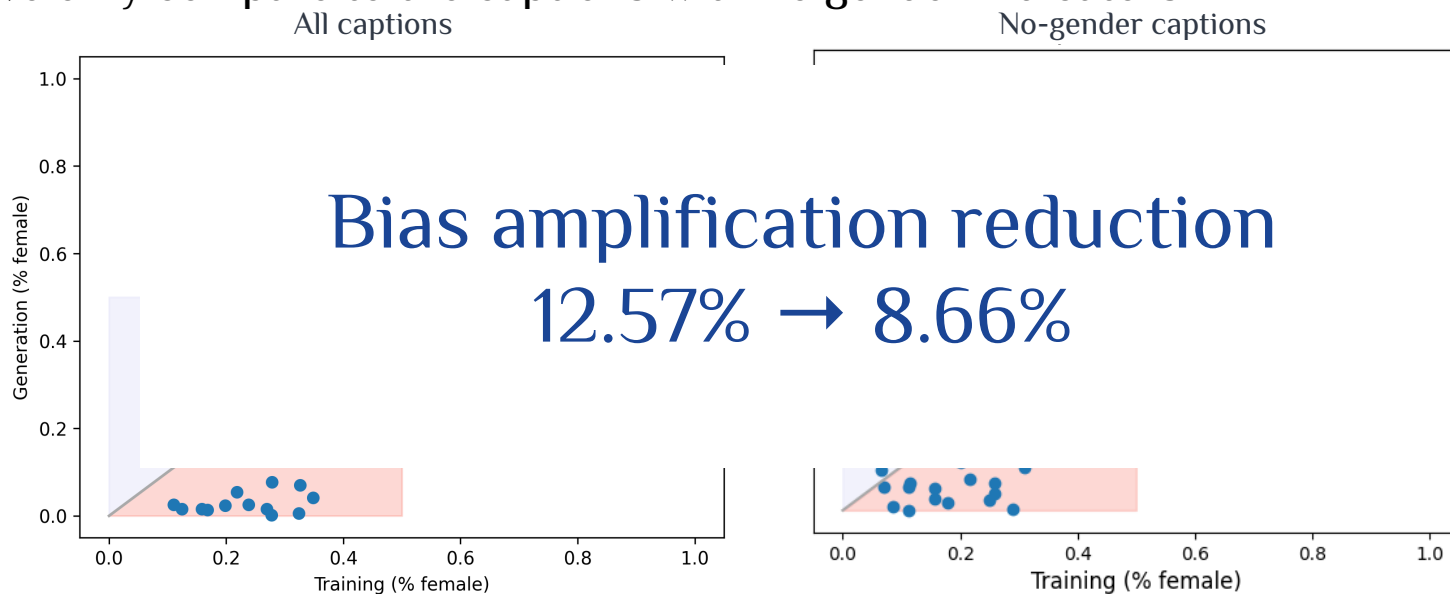 All captions
No-gender captions
1.0
0.8
0.6
0.4
0.2
0.0
Generation (% female)
Bias amplification reduction
12.57% → 8.66%
0.0 0.2 0.4 0.6 0.8 1.0
Training (% female)
0.0 0.2 0.4 0.6 0.8 1.0
Training (% female)